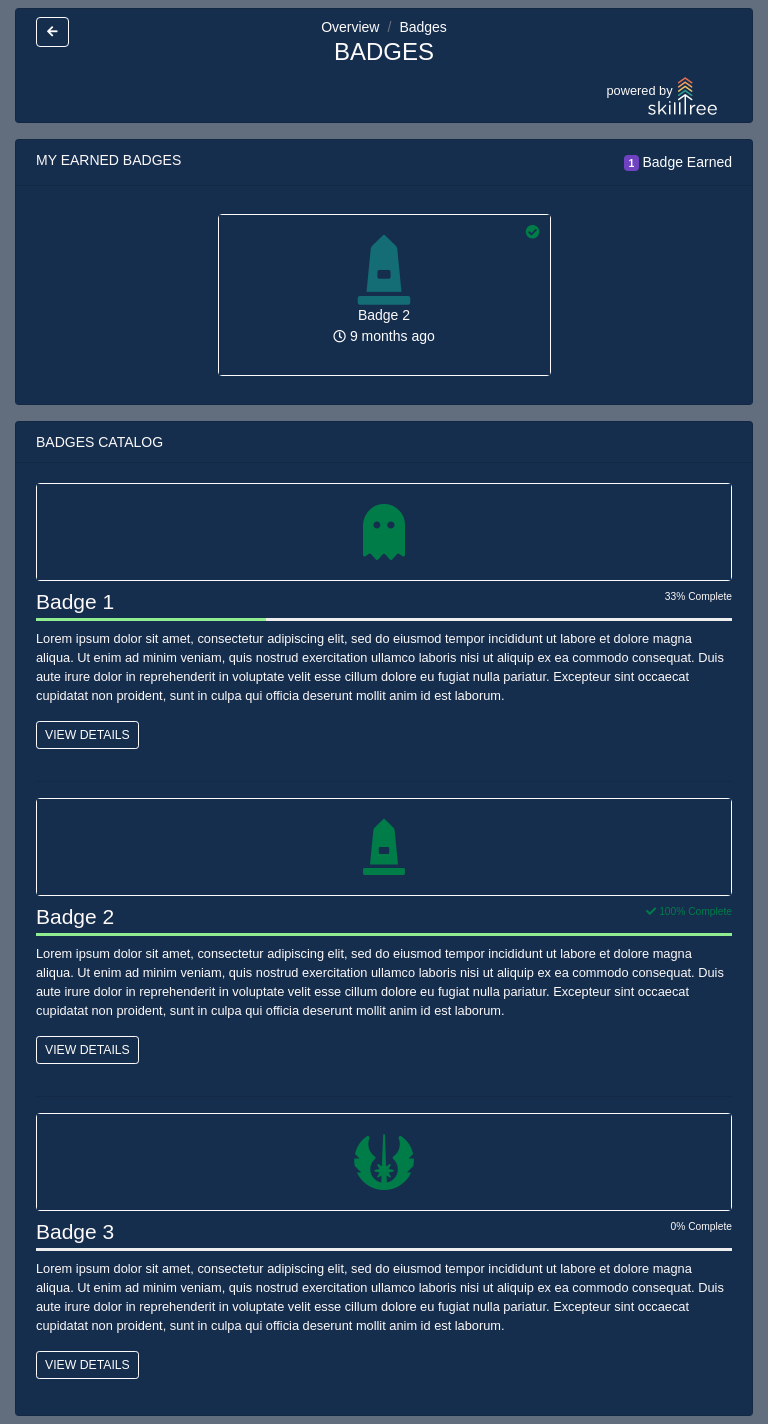 Overview / Badges
BADGES
powered by
skilltree
MY EARNED BADGES
1 Badge Earned
Badge 2
9 months ago
BADGES CATALOG
Badge 1
33% Complete
Lorem ipsum dolor sit amet, consectetur adipiscing elit, sed do eiusmod tempor incididunt ut labore et dolore magna
aliqua. Ut enim ad minim veniam, quis nostrud exercitation ullamco laboris nisi ut aliquip ex ea commodo consequat. Duis
aute irure dolor in reprehenderit in voluptate velit esse cillum dolore eu fugiat nulla pariatur. Excepteur sint occaecat
cupidatat non proident, sunt in culpa qui officia deserunt mollit anim id est laborum.
VIEW DETAILS
Badge 2
100% Complete
Lorem ipsum dolor sit amet, consectetur adipiscing elit, sed do eiusmod tempor incididunt ut labore et dolore magna
aliqua. Ut enim ad minim veniam, quis nostrud exercitation ullamco laboris nisi ut aliquip ex ea commodo consequat. Duis
aute irure dolor in reprehenderit in voluptate velit esse cillum dolore eu fugiat nulla pariatur. Excepteur sint occaecat
cupidatat non proident, sunt in culpa qui officia deserunt mollit anim id est laborum.
VIEW DETAILS
Badge 3
0% Complete
Lorem ipsum dolor sit amet, consectetur adipiscing elit, sed do eiusmod tempor incididunt ut labore et dolore magna
aliqua. Ut enim ad minim veniam, quis nostrud exercitation ullamco laboris nisi ut aliquip ex ea commodo consequat. Duis
aute irure dolor in reprehenderit in voluptate velit esse cillum dolore eu fugiat nulla pariatur. Excepteur sint occaecat
cupidatat non proident, sunt in culpa qui officia deserunt mollit anim id est laborum.
VIEW DETAILS